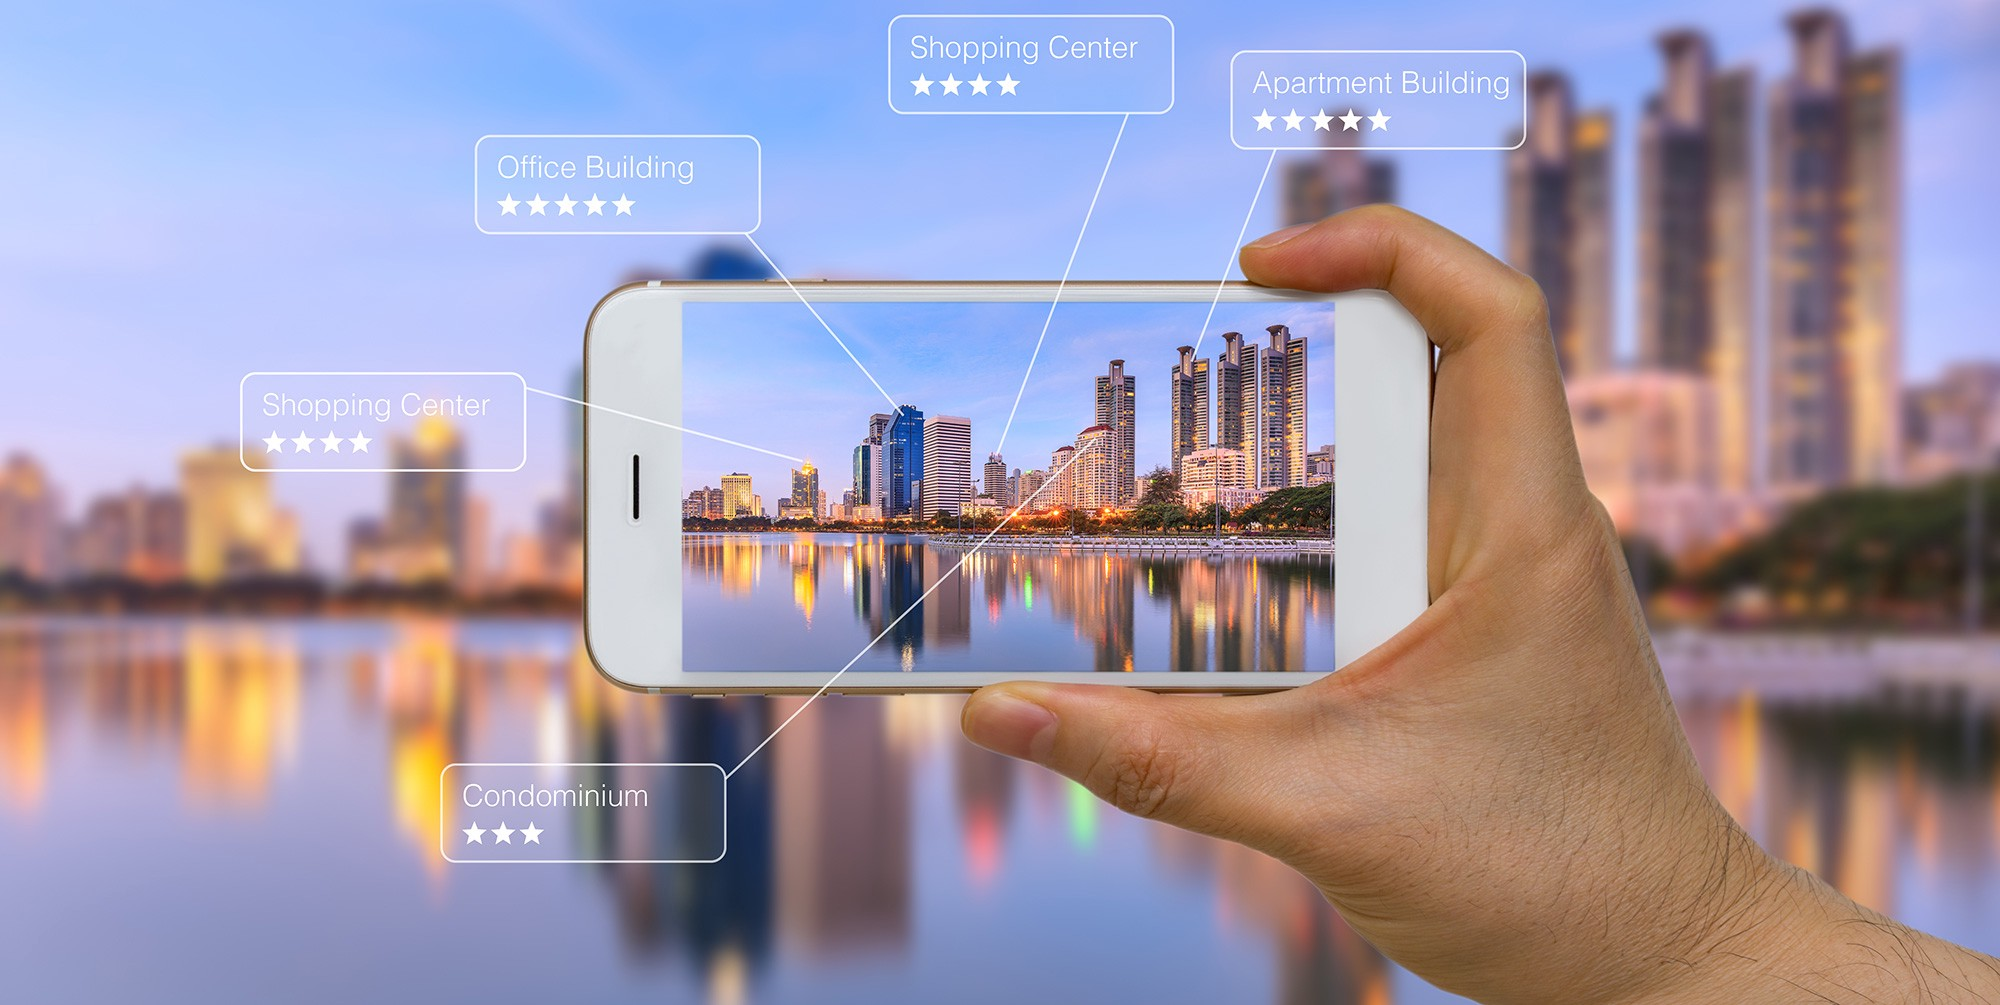 Shopping Center
★★★★
Apartment Building
★★★★★
Office Building
★★★★★
Shopping Center
★★★★
Condominium
★★★